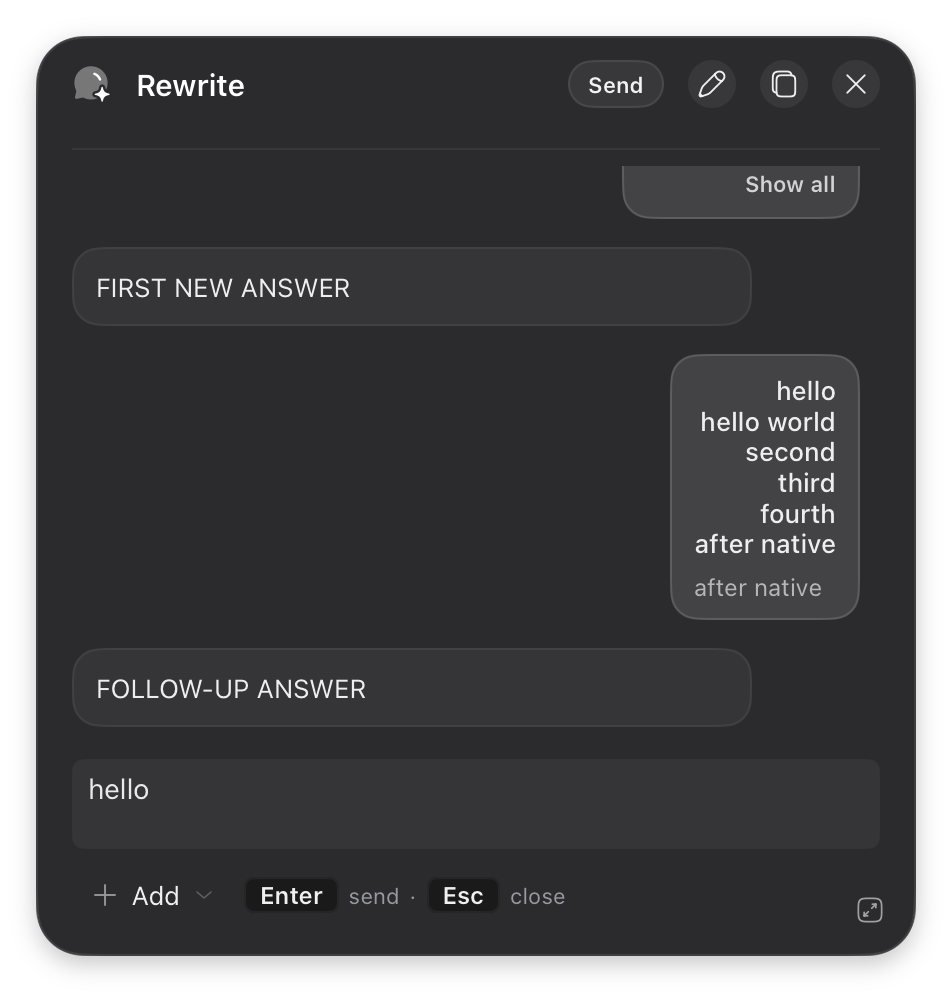 Rewrite
Send
Show all
FIRST NEW ANSWER
hello
hello world
second
third
fourth
after native
after native
FOLLOW-UP ANSWER
hello
Add
Enter send · Esc close